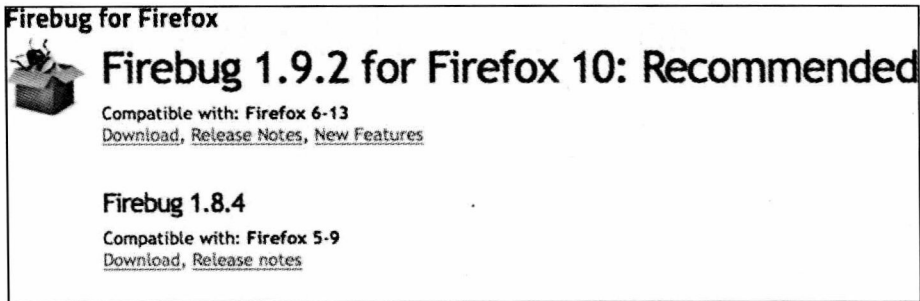 Firebug for Firefox
Firebug 1.9.2 for Firefox 10: Recommended
Compatible with: Firefox 6-13
Download, Release Notes, New Features
Firebug 1.8.4
Compatible with: Firefox 5-9
Download, Release notes